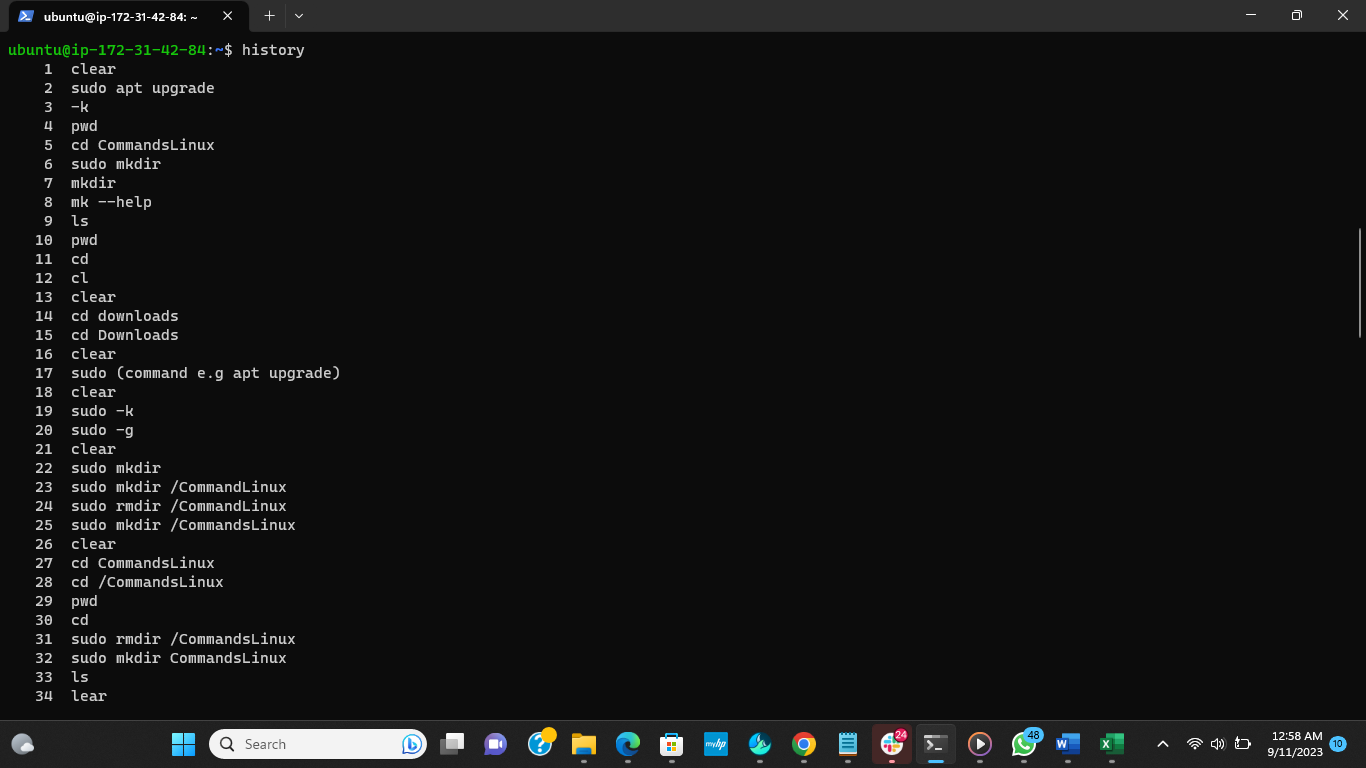 ubuntu@ip-172-31-42-84: ~
ubuntu@ip-172-31-42-84:~$ history
1 clear
2 sudo apt upgrade
3 -k
4 pwd
5 cd CommandsLinux
6 sudo mkdir
7 mkdir
8 mk --help
9 ls
10 pwd
11 cd
12 cl
13 clear
14 cd downloads
15 cd Downloads
16 clear
17 sudo (command e.g apt upgrade)
18 clear
19 sudo -k
20 sudo -g
21 clear
22 sudo mkdir
23 sudo mkdir /CommandLinux
24 sudo rmdir /CommandLinux
25 sudo mkdir /CommandsLinux
26 clear
27 cd CommandsLinux
28 cd /CommandsLinux
29 pwd
30 cd
31 sudo rmdir /CommandsLinux
32 sudo mkdir CommandsLinux
33 ls
34 lear
Search
myhp
24
48
12:58 AM
9/11/2023
10